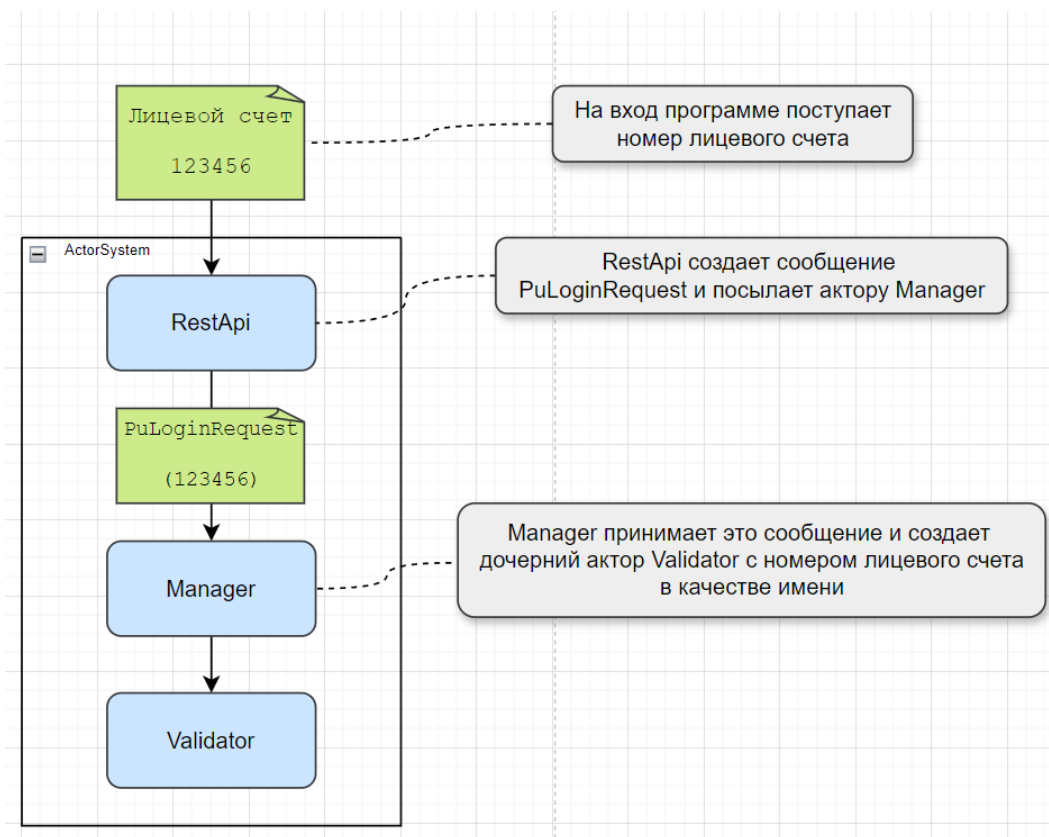 Лицевой счет
123456
На вход программе поступает
номер лицевого счета
ActorSystem
RestApi создает сообщение
PuLoginRequest и посылает актору Manager
RestApi
PuLoginRequest
(123456)
Manager принимает это сообщение и создает
дочерний актор Validator с номером лицевого счета
в качестве имени
Manager
Validator